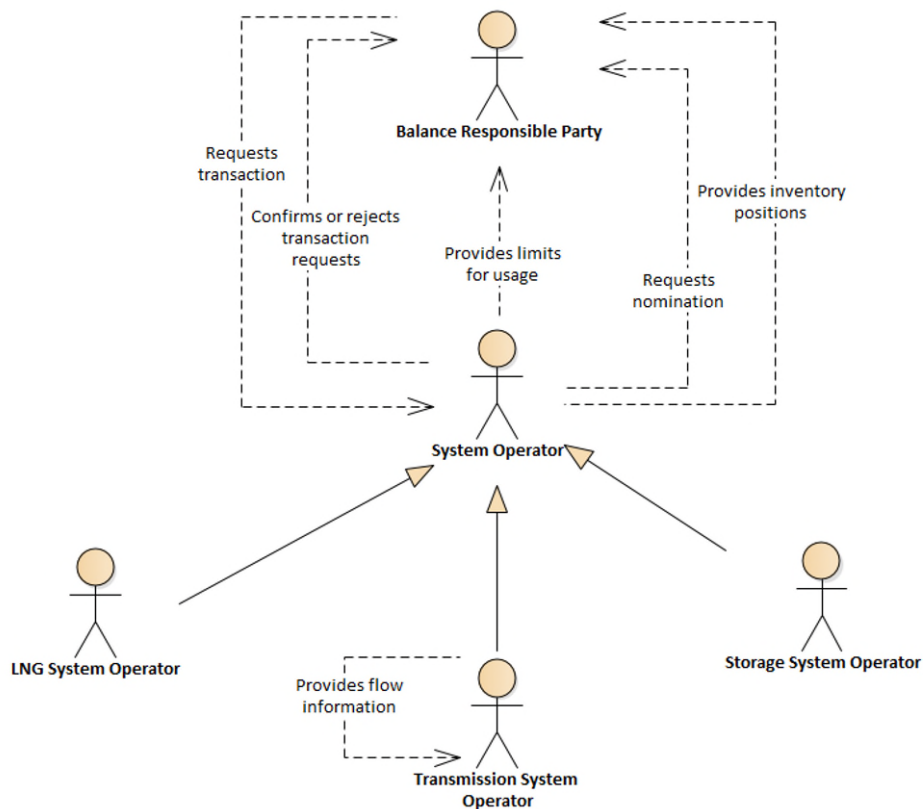 Balance Responsible Party
Requests
transaction
Confirms or rejects
transaction
requests
Provides limits
for usage
Requests
nomination
Provides inventory
positions
System Operator
LNG System Operator
Storage System Operator
Provides flow
information
Transmission System
Operator